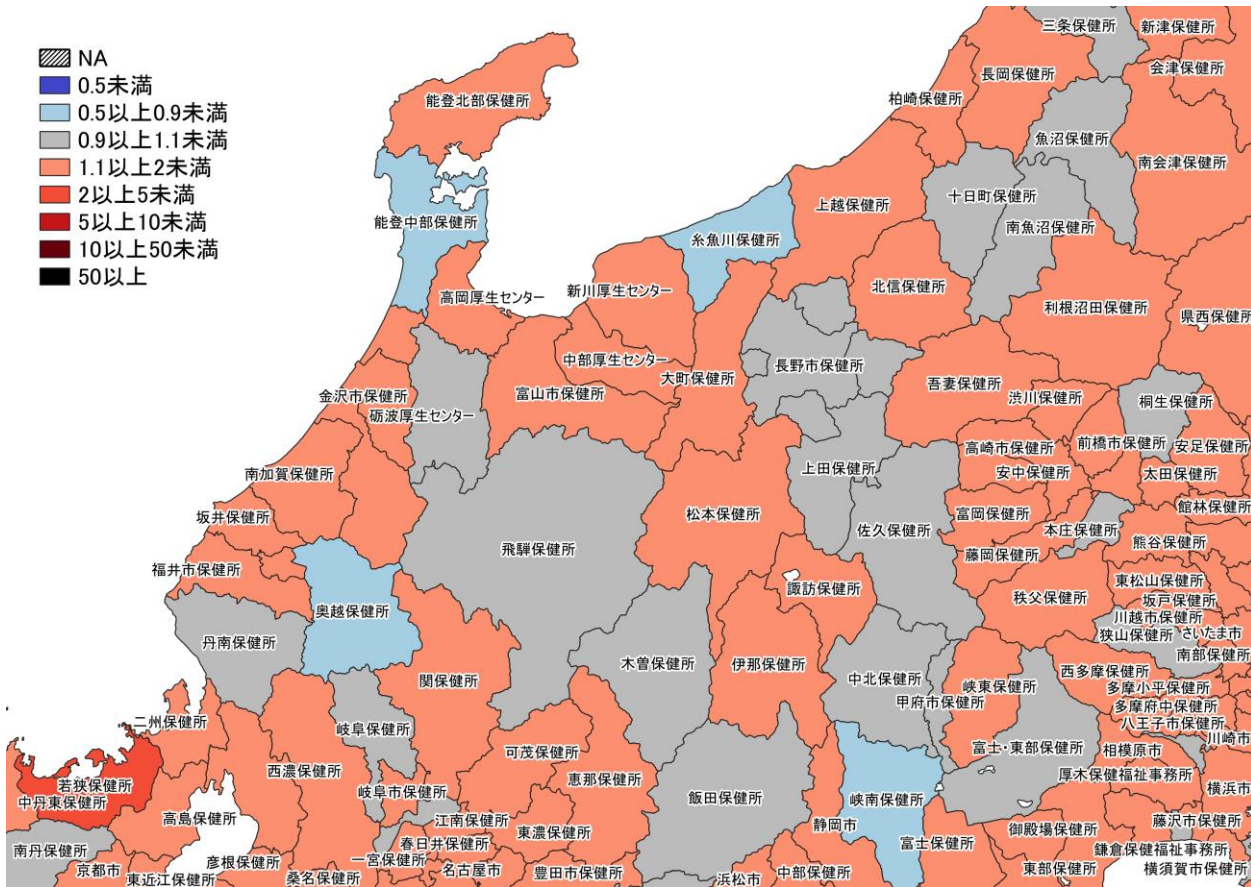 NA
0.5未満
0.5以上0.9未満
0.9以上1.1未満
1.1以上2未満
2以上5未満
5以上10未満
10以上50未満
50以上
三条保健所
新津保健所
長岡保健所
会津保健所
能登北部保健所
柏崎保健所
魚沼保健所
南会津保健所
十日町保健所
上越保健所
能登中部保健所
糸魚川保健所
南魚沼保健所
高岡厚生センター
新川厚生センター
北信保健所
利根沼田保健所
県西保健所
中部厚生センター
長野市保健所
大町保健所
吾妻保健所
金沢市保健所
富山市保健所
渋川保健所
桐生保健所
砺波厚生センター
高崎市保健所
前橋市保健所
安足保健所
南加賀保健所
上田保健所
安中保健所
太田保健所
坂井保健所
松本保健所
富岡保健所
館林保健所
佐久保健所
本庄保健所
飛騨保健所
熊谷保健所
藤岡保健所
福井市保健所
諏訪保健所
東松山保健所
秩父保健所
坂戸保健所
奥越保健所
川越市保健所
丹南保健所
狭山保健所
さいたま市
木曽保健所
伊那保健所
中北保健所
南部保健所
関保健所
峡東保健所
西多摩保健所
甲府市保健所
多摩小平保健所
二州保健所
多摩府中保健所
岐阜保健所
八王子市保健所
川崎市
可茂保健所
富士・東部保健所
相模原市
西濃保健所
恵那保健所
厚木保健福祉事務所
若狭保健所
岐阜市保健所
横浜市
中丹東保健所
飯田保健所
峡南保健所
高島保健所
江南保健所
静岡市
藤沢市保健所
東濃保健所
御殿場保健所
富士保健所
春日井保健所
南丹保健所
鎌倉保健福祉事務所
一宮保健所
彦根保健所
京都市
名古屋市
豊田市保健所
中部保健所
東部保健所
横須賀市保健所
東近江保健所
桑名保健所
浜松市